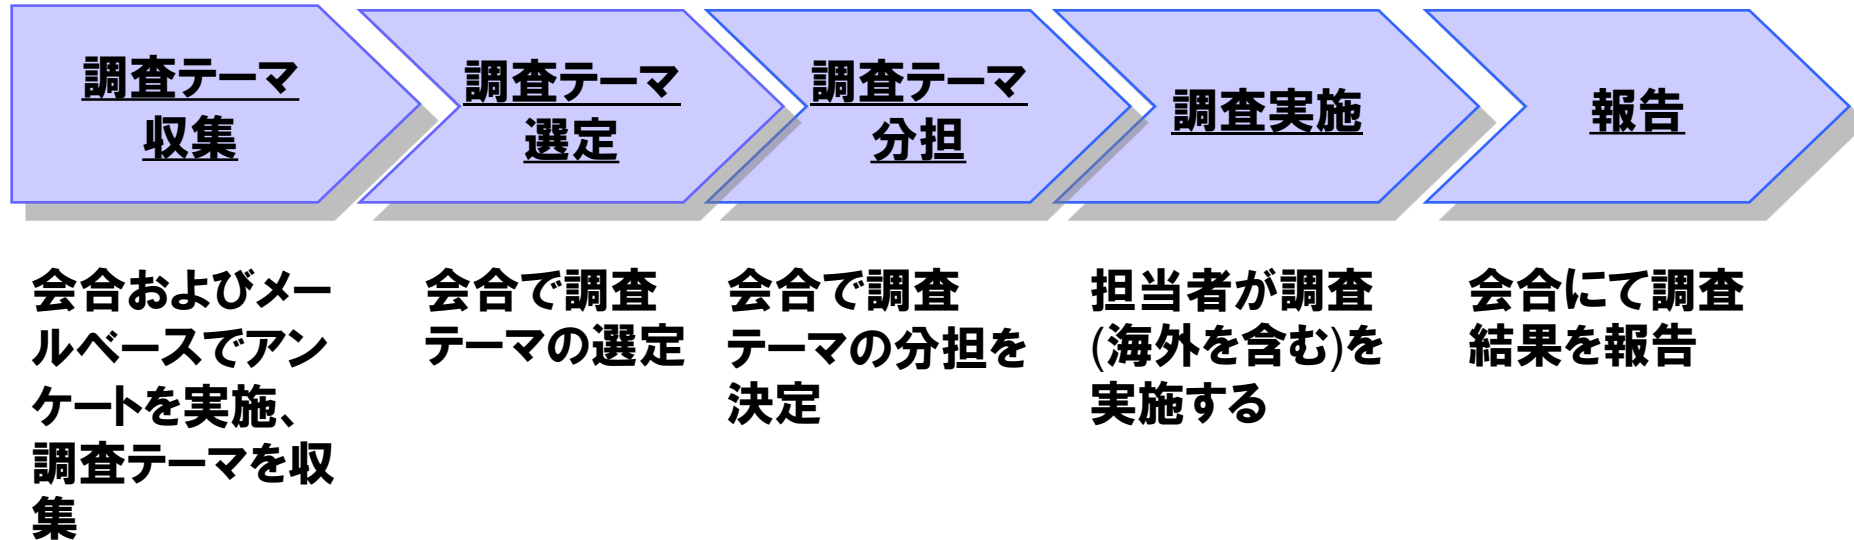 調査テーマ
収集
調査テーマ
選定
調査テーマ
分担
調査実施
報告
会合およびメー
ルベースでアン
ケートを実施、
調査テーマを収
集
会合で調査
テーマの選定
会合で調査
テーマの分担を
決定
担当者が調査
(海外を含む)を
実施する
会合にて調査
結果を報告